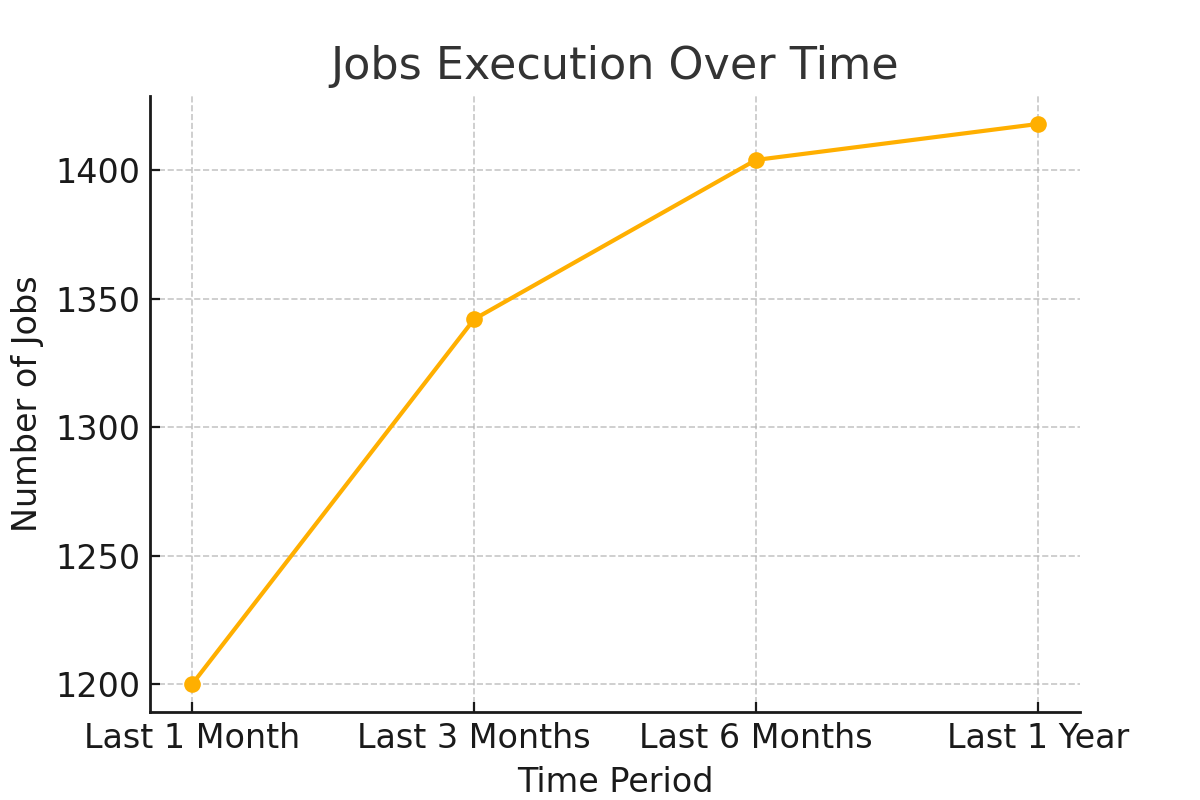 Jobs Execution Over Time
Number of Jobs
1400
1350
1300
1250
1200
Last 1 Month
Last 3 Months
Last 6 Months
Last 1 Year
Time Period